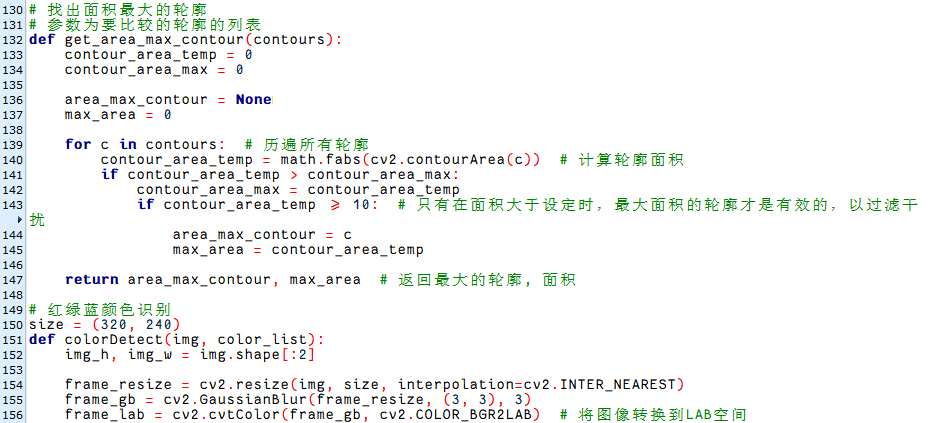 130 # 找出面积最大的轮廓
131 # 参数为要比较的轮廓的列表
132 def get_area_max_contour(contours):
133     contour_area_temp = 0
134     contour_area_max = 0
135
136     area_max_contour = None
137     max_area = 0
138
139     for c in contours:  # 历遍所有轮廓
140         contour_area_temp = math.fabs(cv2.contourArea(c))  # 计算轮廓面积
141         if contour_area_temp > contour_area_max:
142             contour_area_max = contour_area_temp
143             if contour_area_temp >= 10:  # 只有在面积大于设定时，最大面积的轮廓才是有效的，以过滤干
扰
144                 area_max_contour = c
145                 max_area = contour_area_temp
146
147     return area_max_contour, max_area  # 返回最大的轮廓，面积
148
149 # 红绿蓝颜色识别
150 size = (320, 240)
151 def colorDetect(img, color_list):
152     img_h, img_w = img.shape[:2]
153
154     frame_resize = cv2.resize(img, size, interpolation=cv2.INTER_NEAREST)
155     frame_gb = cv2.GaussianBlur(frame_resize, (3, 3), 3)
156     frame_lab = cv2.cvtColor(frame_gb, cv2.COLOR_BGR2LAB)  # 将图像转换到LAB空间